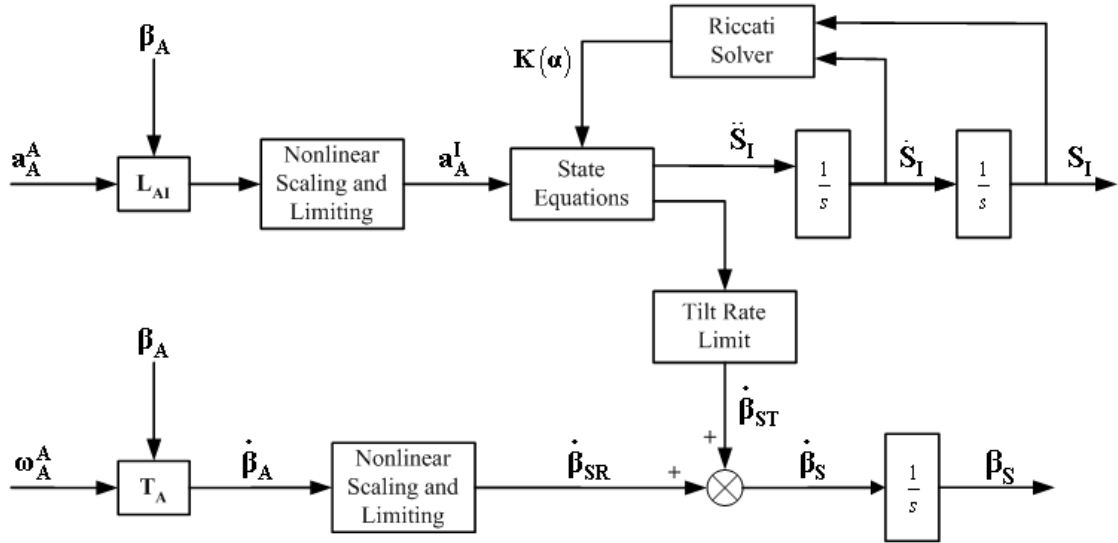 β_A
a_A^A
L_AI
Nonlinear
Scaling and
Limiting
a_A^I
K(α)
Riccati
Solver
State
Equations
S̈_I
1/s
Ṡ_I
1/s
S_I
Tilt Rate
Limit
β̇_ST
+
β_A
ω_A^A
T_A
β̇_A
Nonlinear
Scaling and
Limiting
β̇_SR
+
β̇_S
1/s
β_S